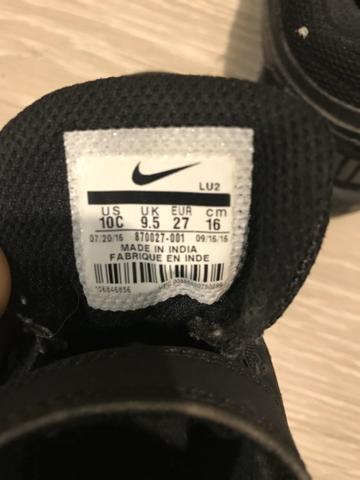 LU2
US UK EUR cm
10C 9.5 27 16
07/20/16 870027-001 09/16/16
MADE IN INDIA
FABRIQUE EN INDE